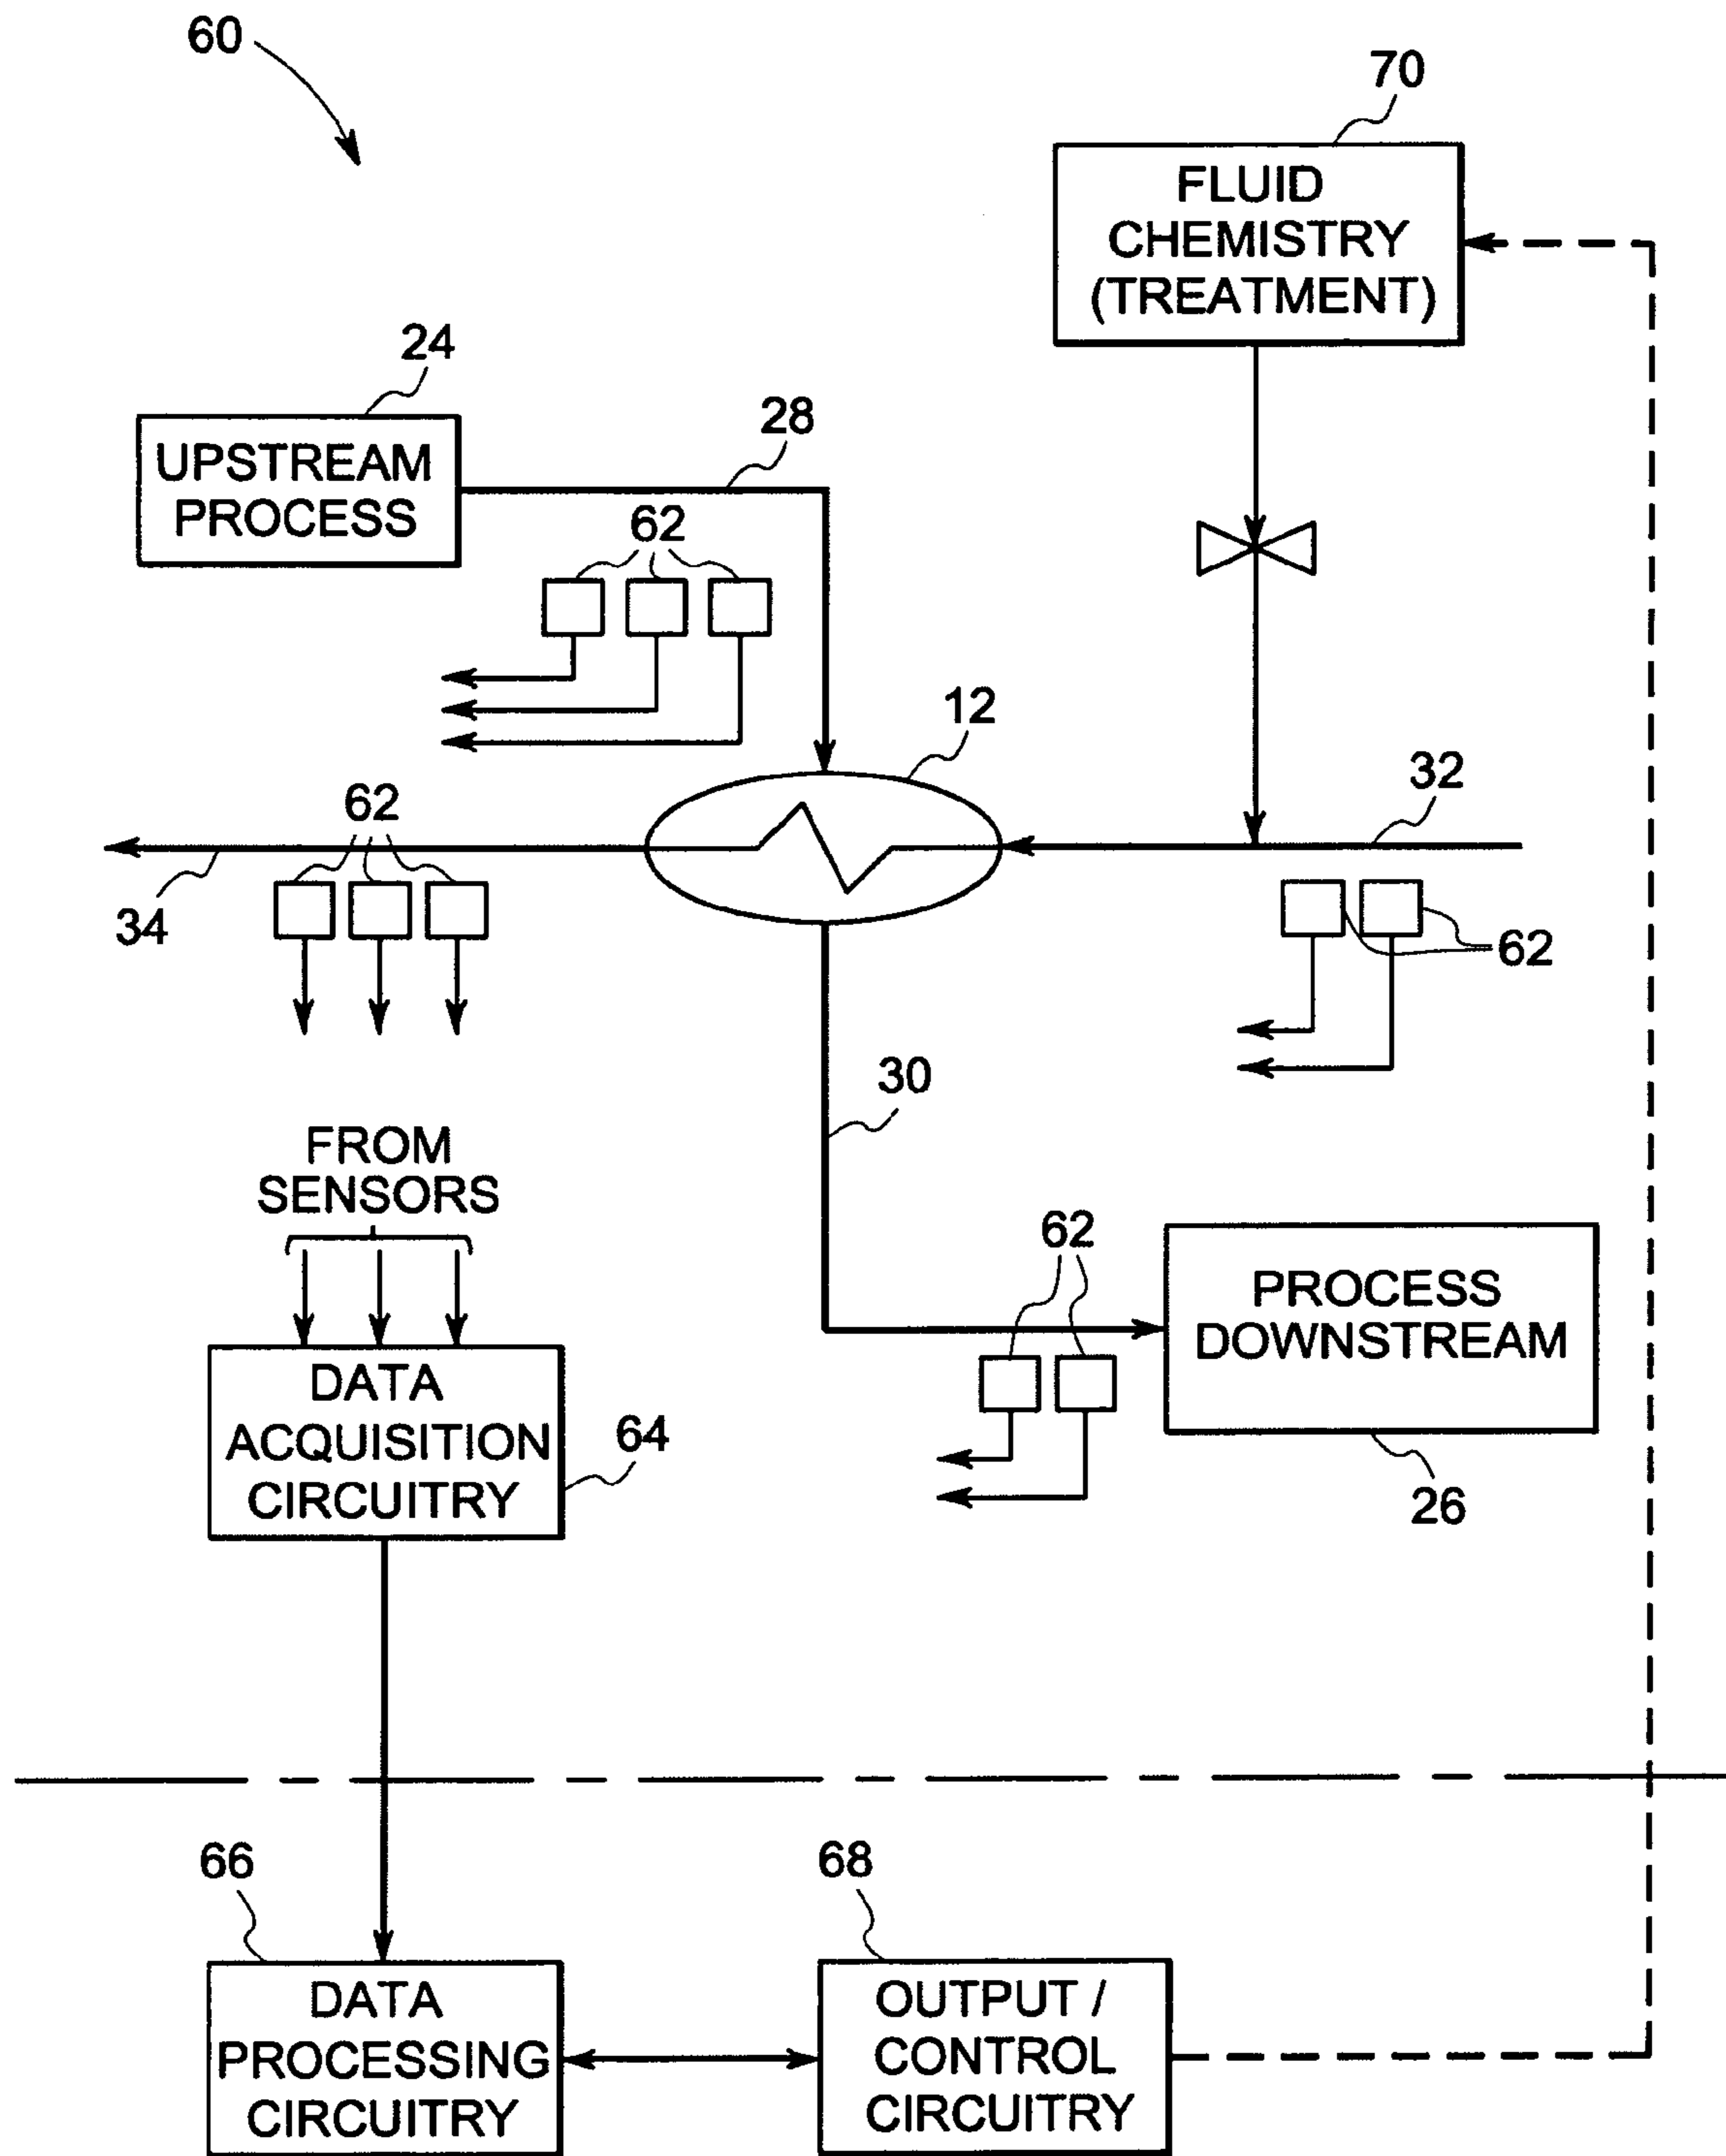 60
70
FLUID
CHEMISTRY
(TREATMENT)
24
UPSTREAM
PROCESS
28
62
12
32
62
34
62
30
FROM
SENSORS
62
PROCESS
DOWNSTREAM
26
DATA
ACQUISITION
CIRCUITRY
64
66
DATA
PROCESSING
CIRCUITRY
68
OUTPUT /
CONTROL
CIRCUITRY